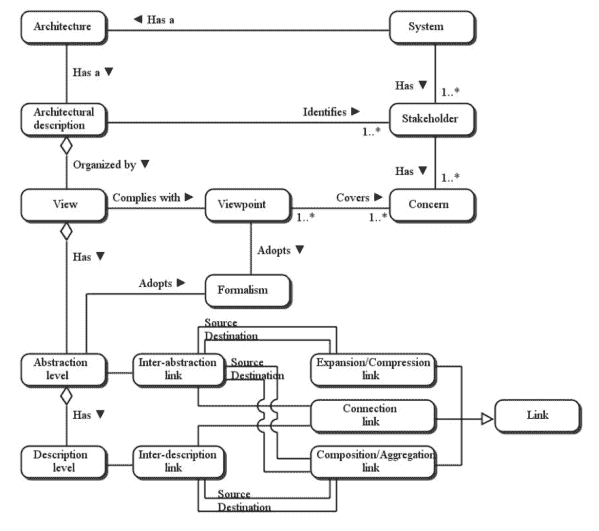 Architecture
◄ Has a
System
Has a ▼
Has ▼
1..*
Architectural
description
Identifies ►
1..*
Stakeholder
Organized by ▼
Has ▼
1..*
View
Complies with ►
Viewpoint
1..*
Covers ►
1..*
Concern
Has ▼
Adopts ▼
Adopts ►
Formalism
Source
Destination
Abstraction
level
Inter-abstraction
link
Source
Destination
Expansion/Compression
link
Has ▼
Connection
link
Link
Description
level
Inter-description
link
Composition/Aggregation
link
Source
Destination